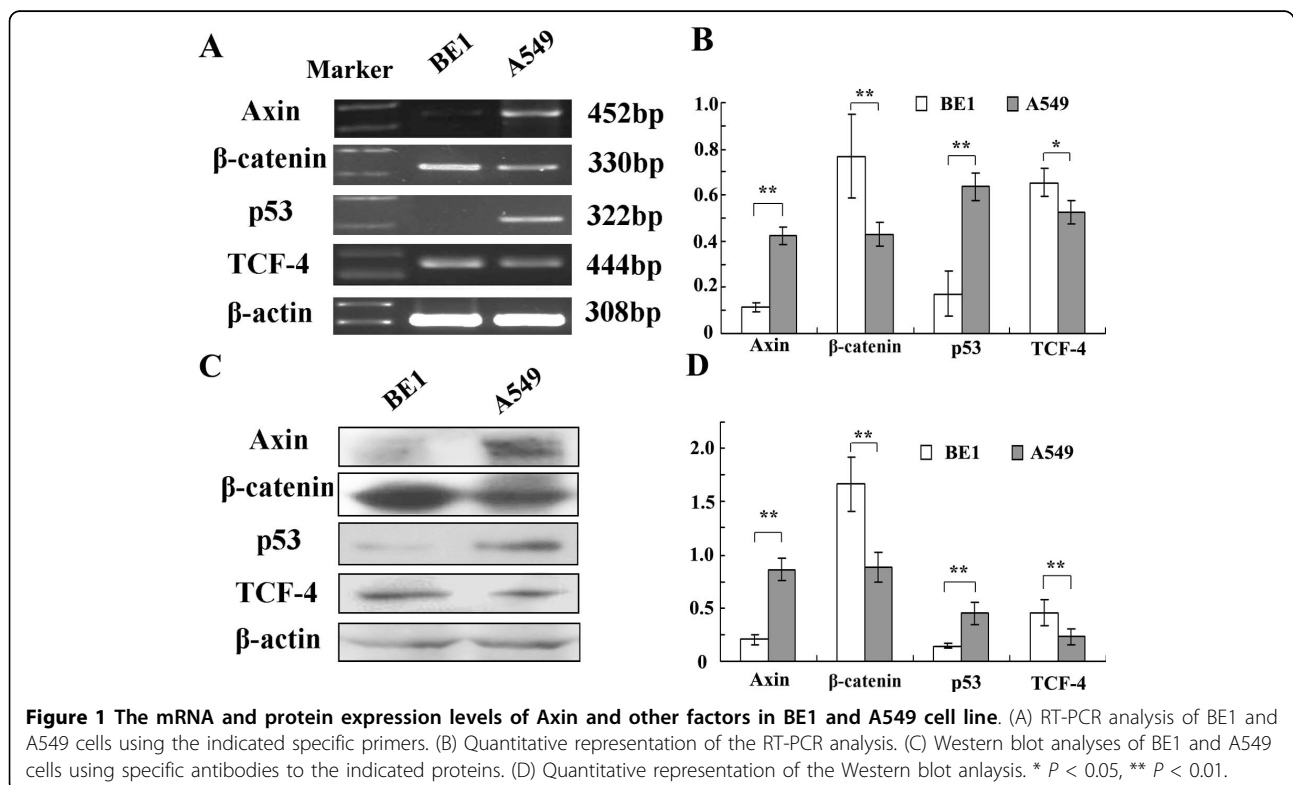 A
Marker BE1 A549
Axin 452bp
β-catenin 330bp
p53 322bp
TCF-4 444bp
β-actin 308bp
B
BE1 A549
1.0
0.8
0.6
0.4
0.2
0
** ** ** *
Axin β-catenin p53 TCF-4
C
BE1 A549
Axin
β-catenin
p53
TCF-4
β-actin
D
BE1 A549
2.0
1.5
1.0
0.5
0
** ** ** **
Axin β-catenin p53 TCF-4
Figure 1 The mRNA and protein expression levels of Axin and other factors in BE1 and A549 cell line. (A) RT-PCR analysis of BE1 and
A549 cells using the indicated specific primers. (B) Quantitative representation of the RT-PCR analysis. (C) Western blot analyses of BE1 and A549
cells using specific antibodies to the indicated proteins. (D) Quantitative representation of the Western blot anlaysis. * P < 0.05, ** P < 0.01.